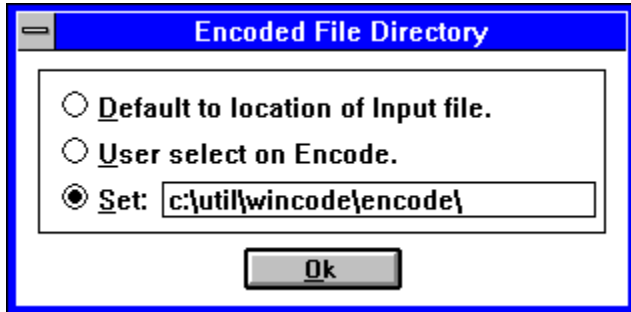 Encoded File Directory
Default to location of Input file.
User select on Encode.
Set: c:\util\wincode\encode\
Ok